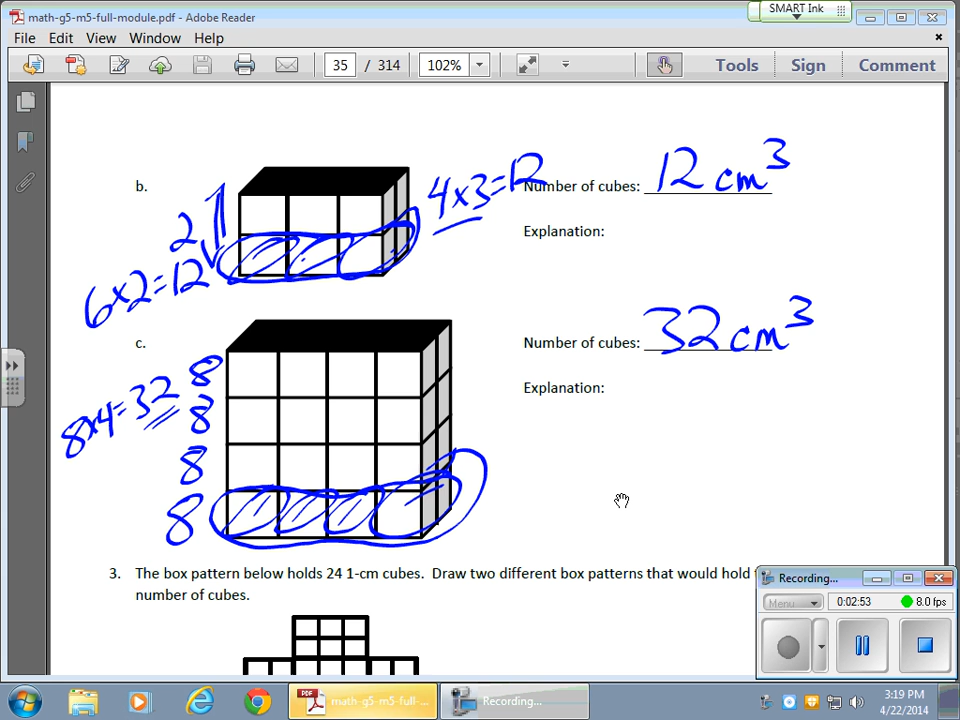 math-g5-m5-full-module.pdf - Adobe Reader
SMART Ink
File Edit View Window Help
35 / 314 102% Tools Sign Comment
b.
2
6x2=12
4x3=12
Number of cubes: 12 cm³
Explanation:
c.
8
8
8
8
8x4=32
Number of cubes: 32 cm³
Explanation:
3. The box pattern below holds 24 1-cm cubes. Draw two different box patterns that would hold
number of cubes.
Recording...
Menu 0:02:53 8.0 fps
math-g5-m5-full-... Recording... 3:19 PM
4/22/2014